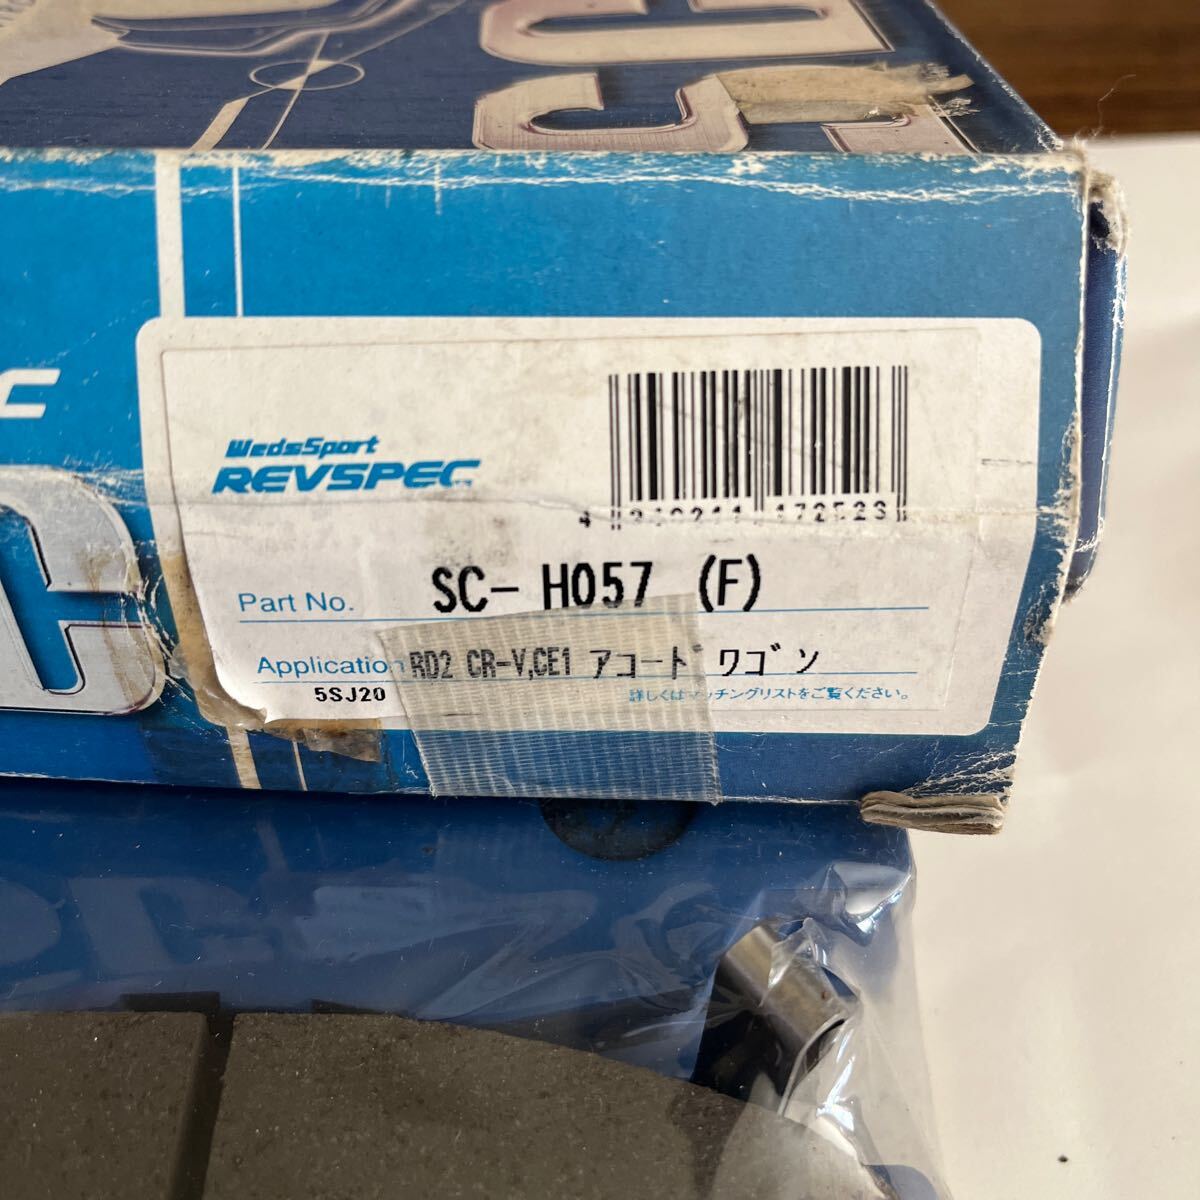 WedsSport
REVSPEC
Part No. SC- H057 (F)
Application RD2 CR-V,CE1 アコードワゴン
5SJ20 詳しくはマッチングリストをご覧ください。